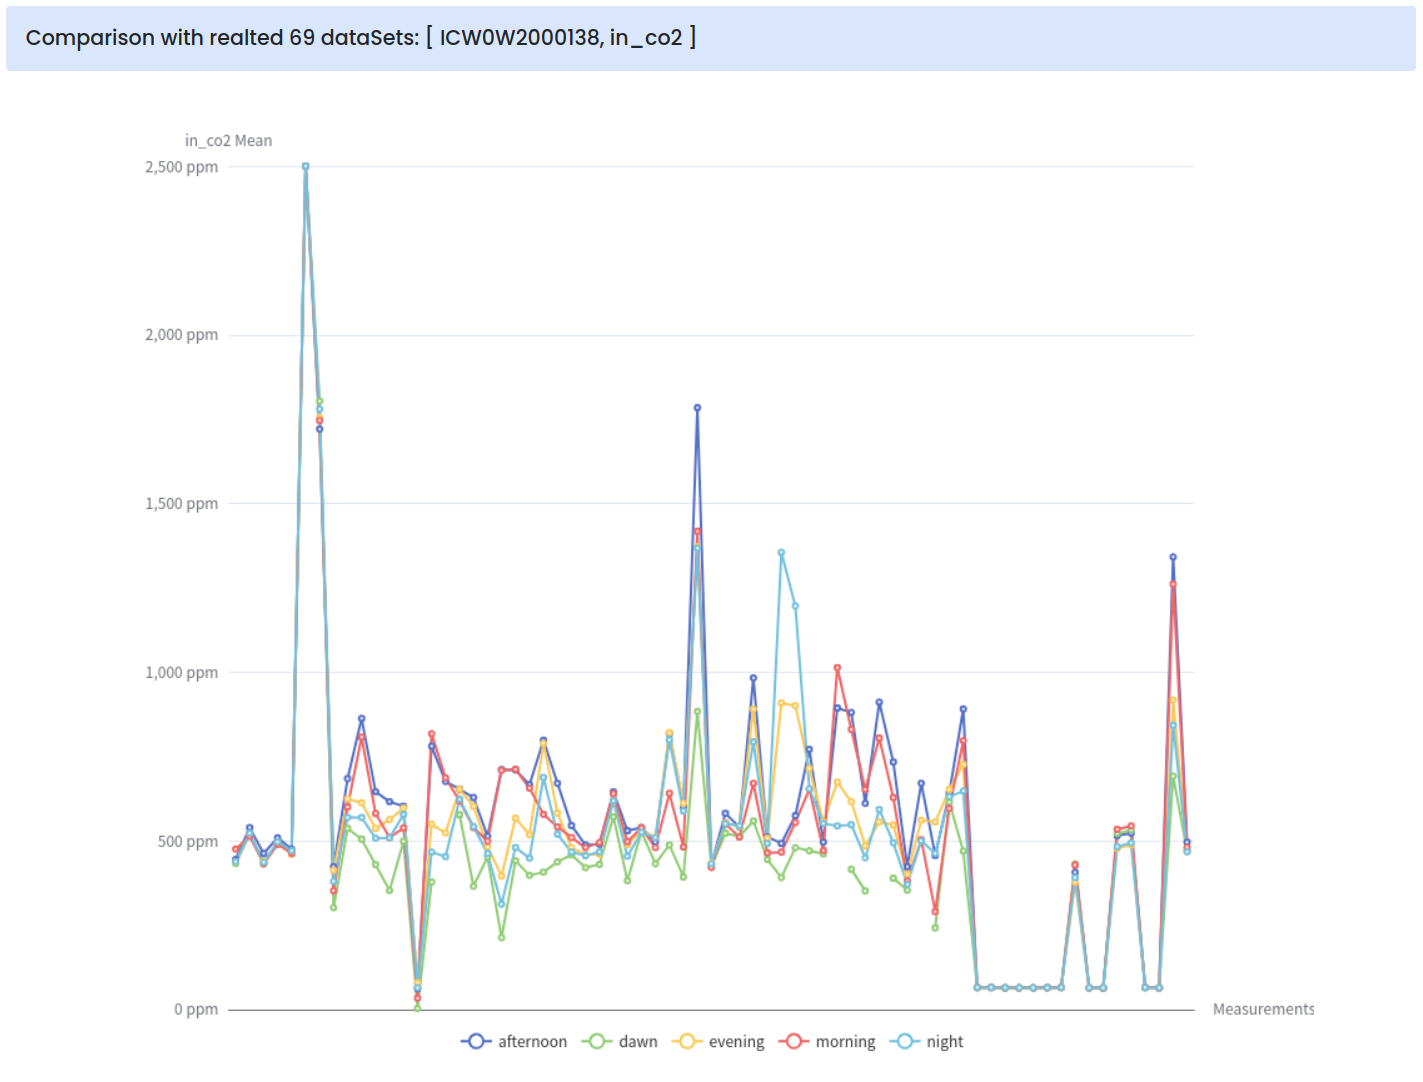 Comparison with realted 69 dataSets: [ ICW0W2000138, in_co2 ]
in_co2 Mean
2,500 ppm
2,000 ppm
1,500 ppm
1,000 ppm
500 ppm
0 ppm
Measurements
afternoon dawn evening morning night